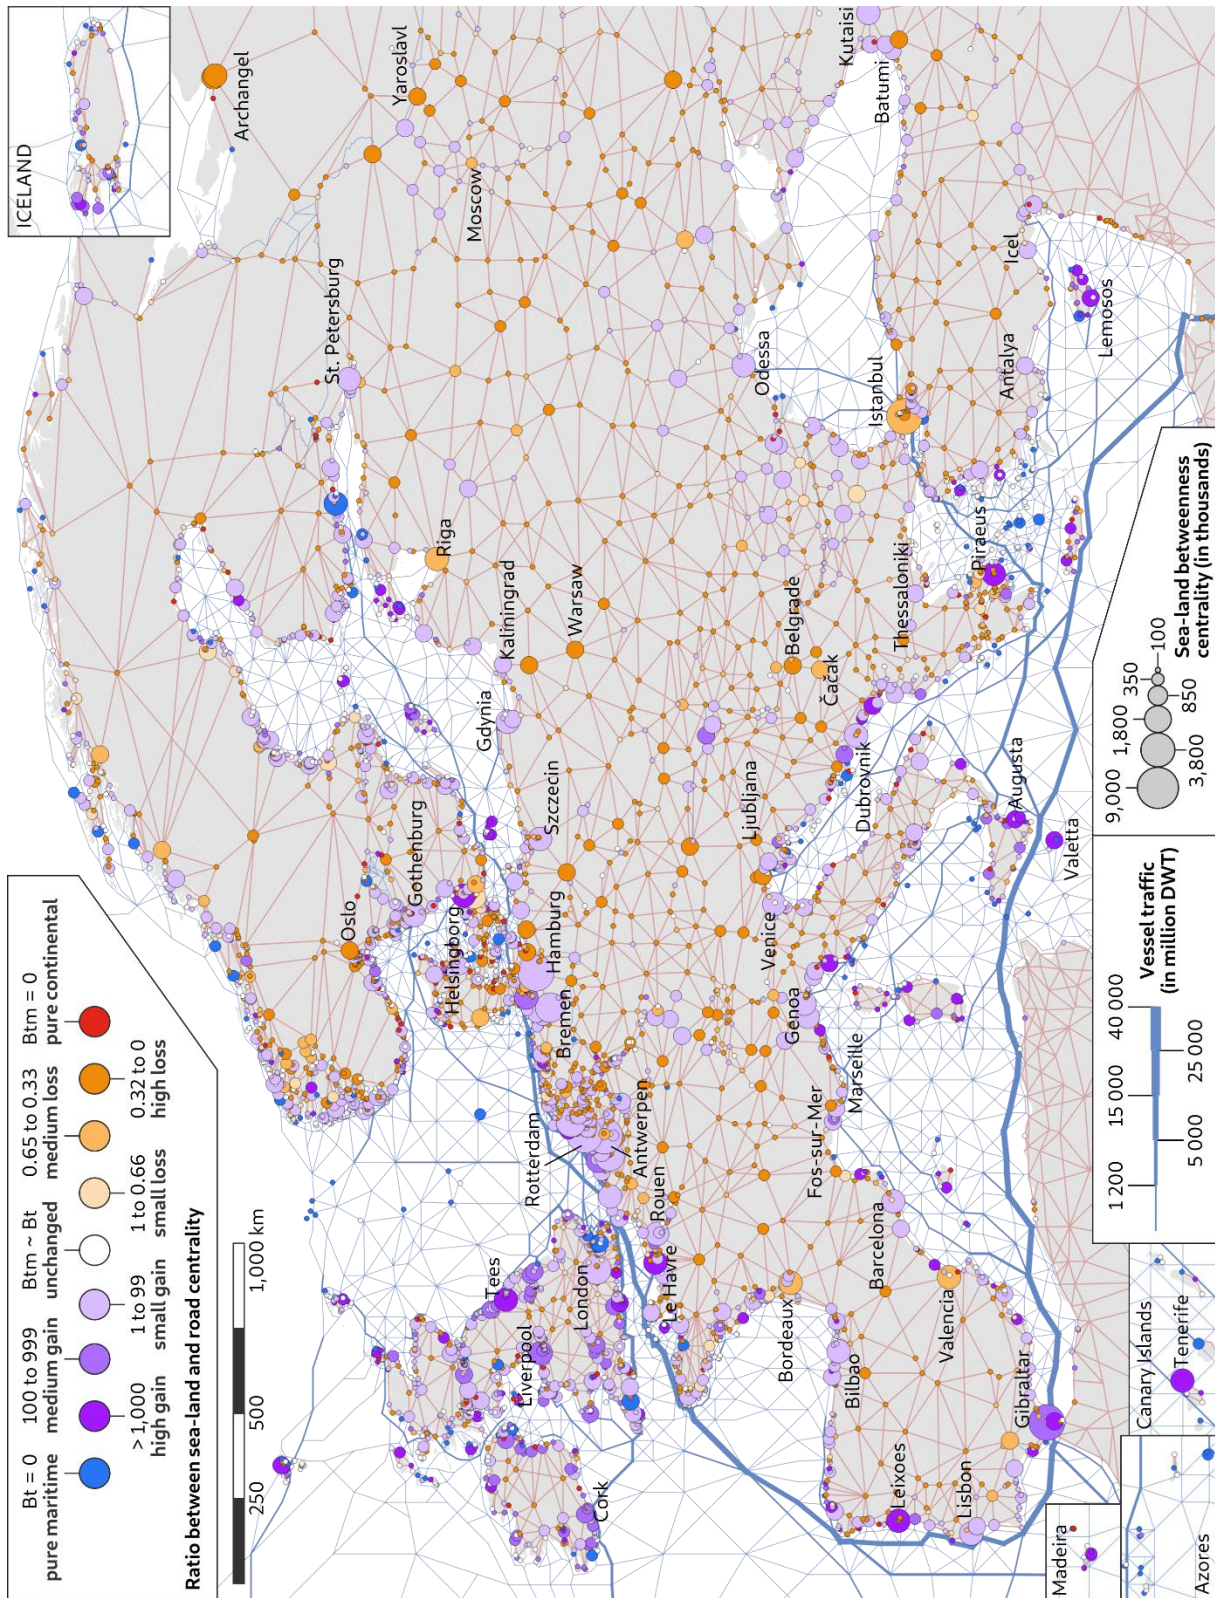 Bt = 0
pure maritime
100 to 999
medium gain
Btm ~ Bt
unchanged
0.65 to 0.33
medium loss
Btm = 0
pure continental
>1,000
high gain
1 to 99
small gain
1 to 0.66
small loss
0.32 to 0
high loss
Ratio between sea-land and road centrality
250
500
1,000 km
ICELAND
Archangel
Yaroslavl
Kutaisi
Batumi
Moscow
St. Petersburg
Icel
Lemosos
Odessa
Istanbul
Antalya
Riga
Kaliningrad
Warsaw
Belgrade
Čačak
Thessaloniki
Piraeus
Gdynia
Szczecin
Ljubljana
Dubrovnik
Augusta
Valetta
Oslo
Gothenburg
Helsingborg
Hamburg
Bremen
Venice
Genoa
Marseille
Fos-sur-Mer
Rotterdam
Antwerpen
Rouen
Le Havre
Tees
London
Liverpool
Cork
Bordeaux
Barcelona
Bilbao
Valencia
Gibraltar
Leixoes
Lisbon
Madeira
Azores
Canary Islands
Tenerife
1 200
15 000
40 000
5 000
25 000
Vessel traffic
(in million DWT)
9,000
1,800
350
3,800
850
100
Sea-land betweenness
centrality (in thousands)